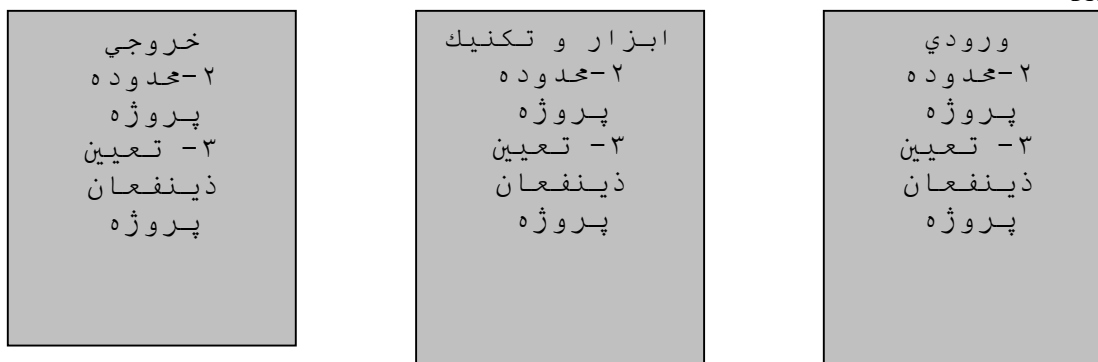 ورودي
۲-محدوده
پروژه
۳- تعيين
ذينفعان
پروژه
ابزار و تكنيك
۲-محدوده
پروژه
۳- تعيين
ذينفعان
پروژه
خروجي
۲-محدوده
پروژه
۳- تعيين
ذينفعان
پروژه